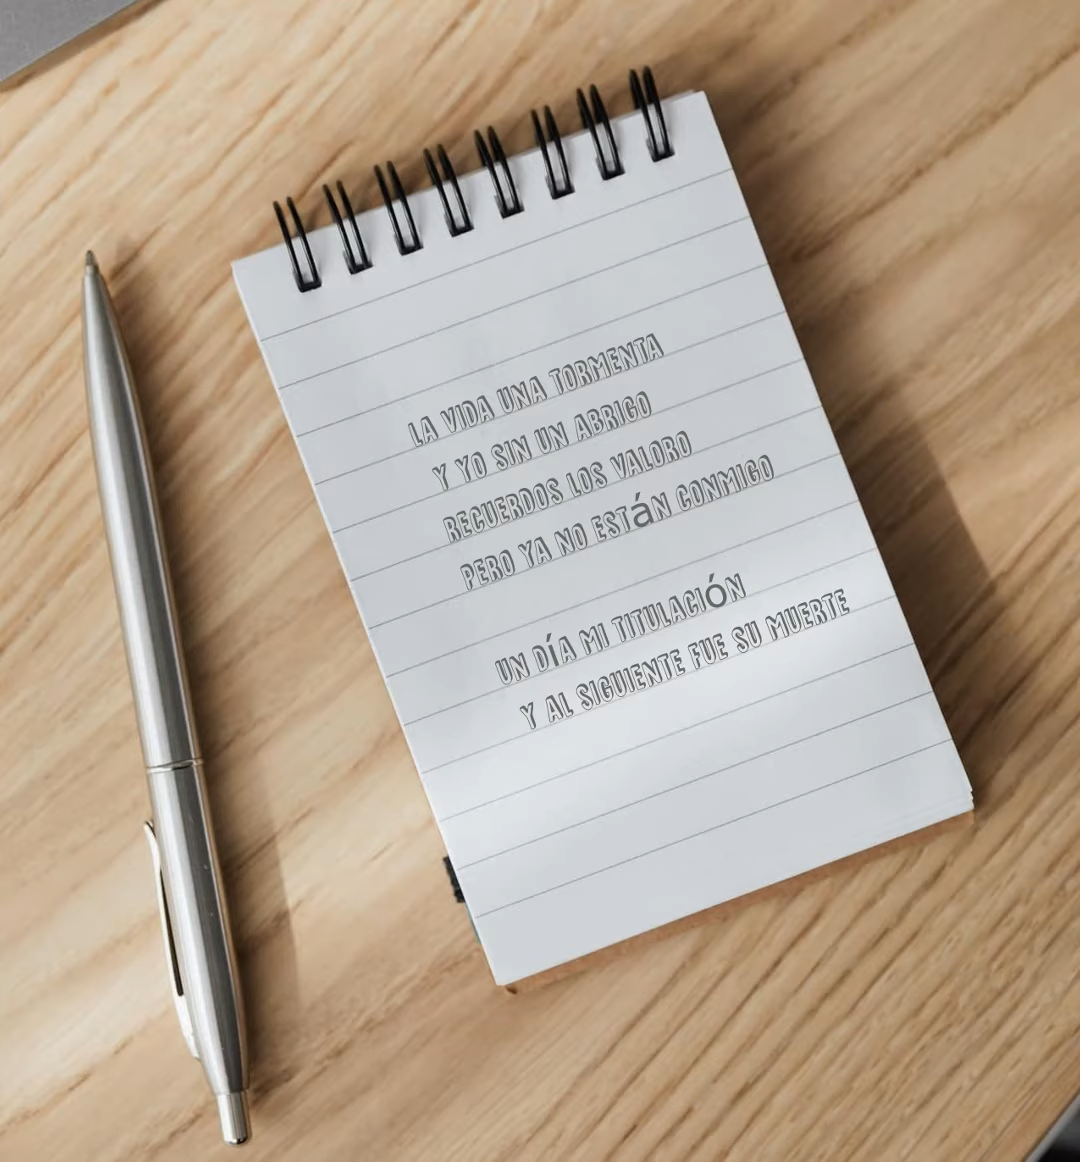 LA VIDA UNA TORMENTA
Y YO SIN UN ABRIGO
RECUERDOS LOS VALORO
PERO YA NO ESTáN CONMIGO
UN DÍA MI TITULACIÓN
Y AL SIGUIENTE FUE SU MUERTE